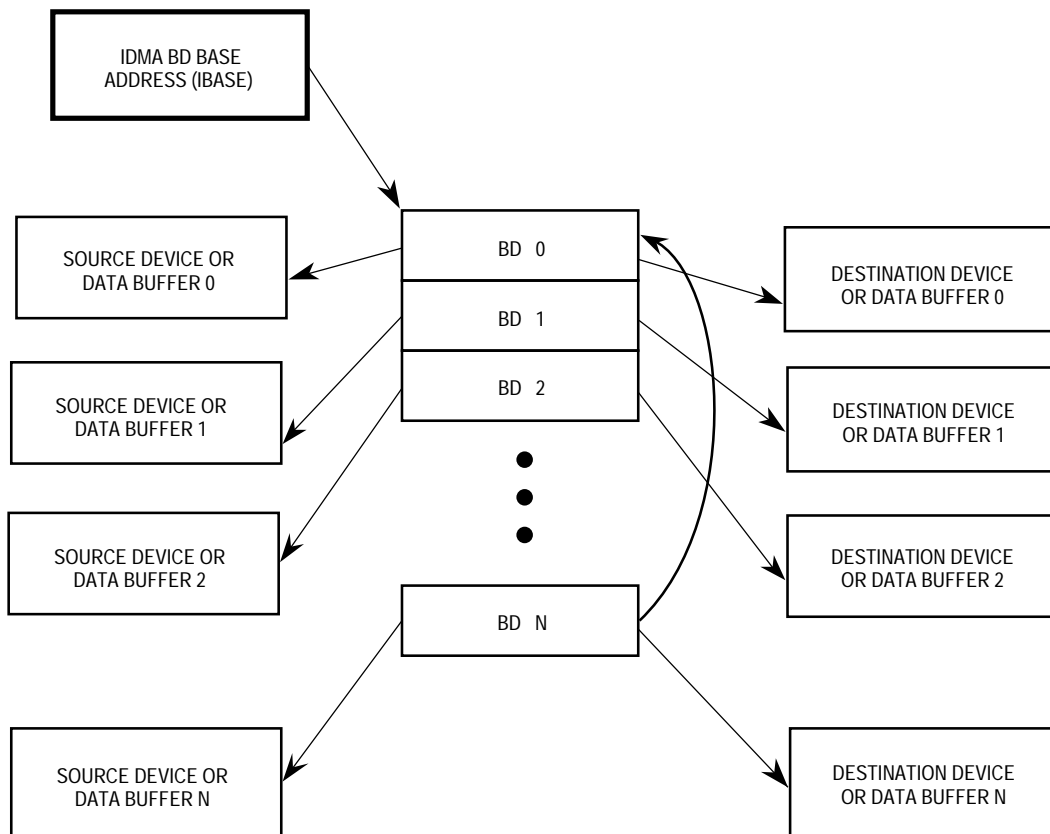 IDMA BD BASE
ADDRESS (IBASE)
SOURCE DEVICE OR
DATA BUFFER 0
BD 0
DESTINATION DEVICE
OR DATA BUFFER 0
BD 1
SOURCE DEVICE OR
DATA BUFFER 1
BD 2
DESTINATION DEVICE
OR DATA BUFFER 1
SOURCE DEVICE OR
DATA BUFFER 2
DESTINATION DEVICE
OR DATA BUFFER 2
BD N
SOURCE DEVICE OR
DATA BUFFER N
DESTINATION DEVICE
OR DATA BUFFER N